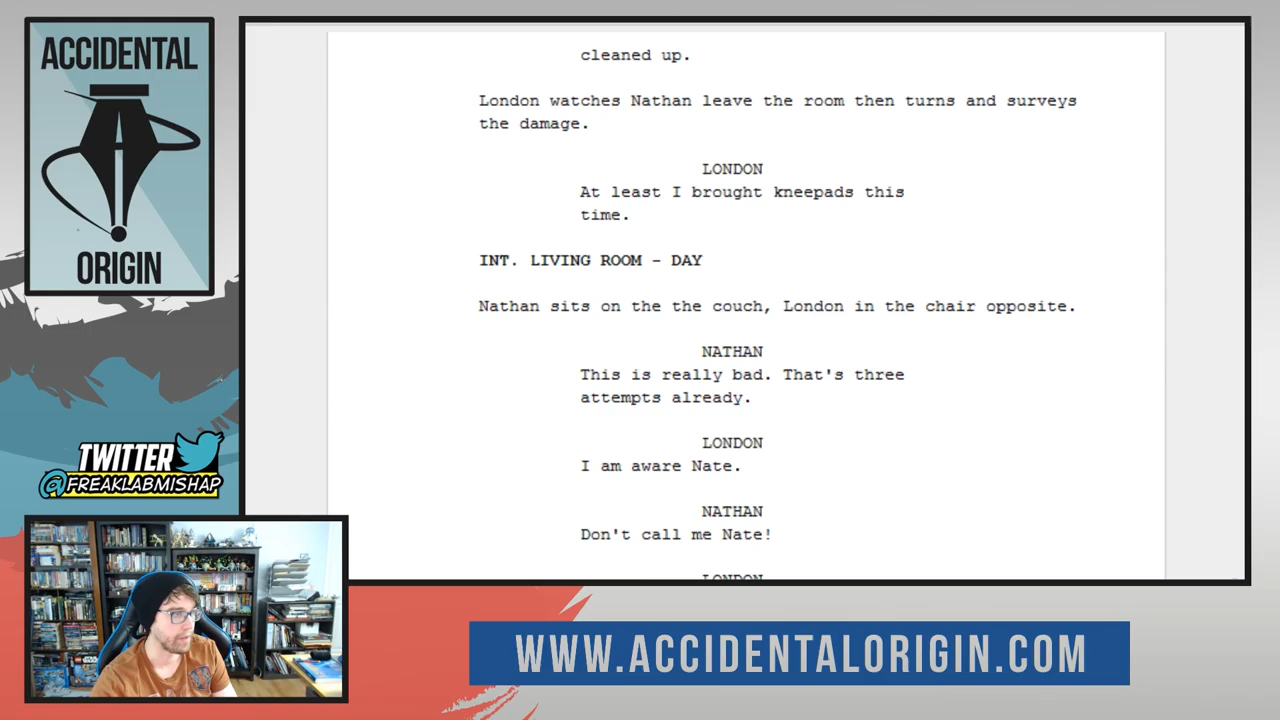 ACCIDENTAL
ORIGIN
cleaned up.
London watches Nathan leave the room then turns and surveys
the damage.
LONDON
At least I brought kneepads this
time.
INT. LIVING ROOM - DAY
Nathan sits on the the couch, London in the chair opposite.
NATHAN
This is really bad. That's three
attempts already.
LONDON
I am aware Nate.
NATHAN
Don't call me Nate!
LONDON
TWITTER
@FREAKLABMISHAP
WWW.ACCIDENTALORIGIN.COM